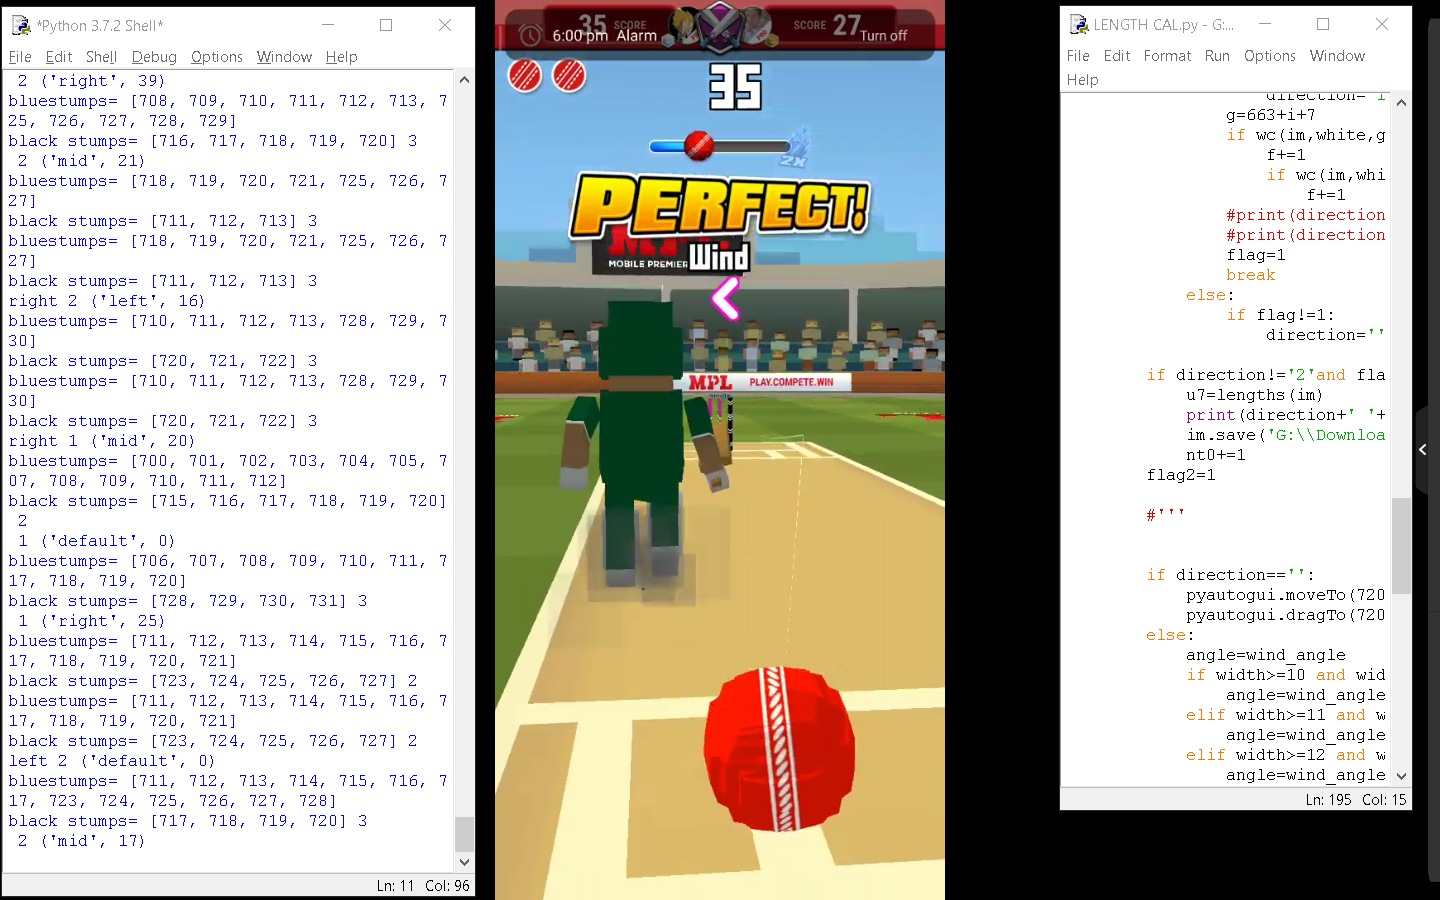 *Python 3.7.2 Shell*
File Edit Shell Debug Options Window Help
2 ('right', 39)
bluestumps= [708, 709, 710, 711, 712, 713, 7
25, 726, 727, 728, 729]
black stumps= [716, 717, 718, 719, 720] 3
2 ('mid', 21)
bluestumps= [718, 719, 720, 721, 725, 726, 7
27]
black stumps= [711, 712, 713] 3
bluestumps= [718, 719, 720, 721, 725, 726, 7
27]
black stumps= [711, 712, 713] 3
right 2 ('left', 16)
bluestumps= [710, 711, 712, 713, 728, 729, 7
30]
black stumps= [720, 721, 722] 3
bluestumps= [710, 711, 712, 713, 728, 729, 7
30]
black stumps= [720, 721, 722] 3
right 1 ('mid', 20)
bluestumps= [700, 701, 702, 703, 704, 705, 7
07, 708, 709, 710, 711, 712]
black stumps= [715, 716, 717, 718, 719, 720]
2
1 ('default', 0)
bluestumps= [706, 707, 708, 709, 710, 711, 7
17, 718, 719, 720]
black stumps= [728, 729, 730, 731] 3
1 ('right', 25)
bluestumps= [711, 712, 713, 714, 715, 716, 7
17, 718, 719, 720, 721]
black stumps= [723, 724, 725, 726, 727] 2
bluestumps= [711, 712, 713, 714, 715, 716, 7
17, 718, 719, 720, 721]
black stumps= [723, 724, 725, 726, 727] 2
left 2 ('default', 0)
bluestumps= [711, 712, 713, 714, 715, 716, 7
17, 723, 724, 725, 726, 727, 728]
black stumps= [717, 718, 719, 720] 3
2 ('mid', 17)
Ln: 11 Col: 96
35 SCORE SCORE 27
6:00 pm Alarm Turn off
35
2X
PERFECT!
MPL
MOBILE PREMIER
Wind
MPL PLAY.COMPETE.WIN
LENGTH CAL.py - G:...
File Edit Format Run Options Window
Help
direction='i
g=663+i+7
if wc(im,white,g
f+=1
if wc(im,whi
f+=1
#print(direction
#print(direction
flag=1
break
else:
if flag!=1:
direction=''
if direction!='2'and fla
u7=lengths(im)
print(direction+' '+
im.save('G:\\Downloa
nt0+=1
flag2=1
#'''
if direction=='':
pyautogui.moveTo(720
pyautogui.dragTo(720
else:
angle=wind_angle
if width>=10 and wid
angle=wind_angle
elif width>=11 and w
angle=wind_angle
elif width>=12 and w
angle=wind_angle
Ln: 195 Col: 15